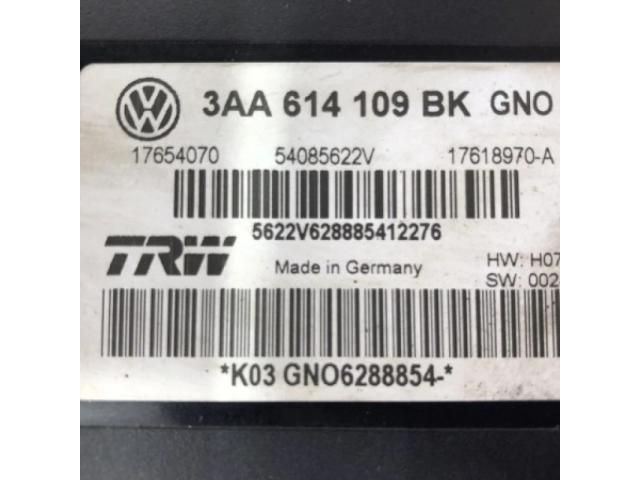 3AA 614 109 BK GNO
17654070 54085622V 17618970-A
5622V628885412276
TRW Made in Germany HW: H07
SW: 002
*K03 GNO6288854-*